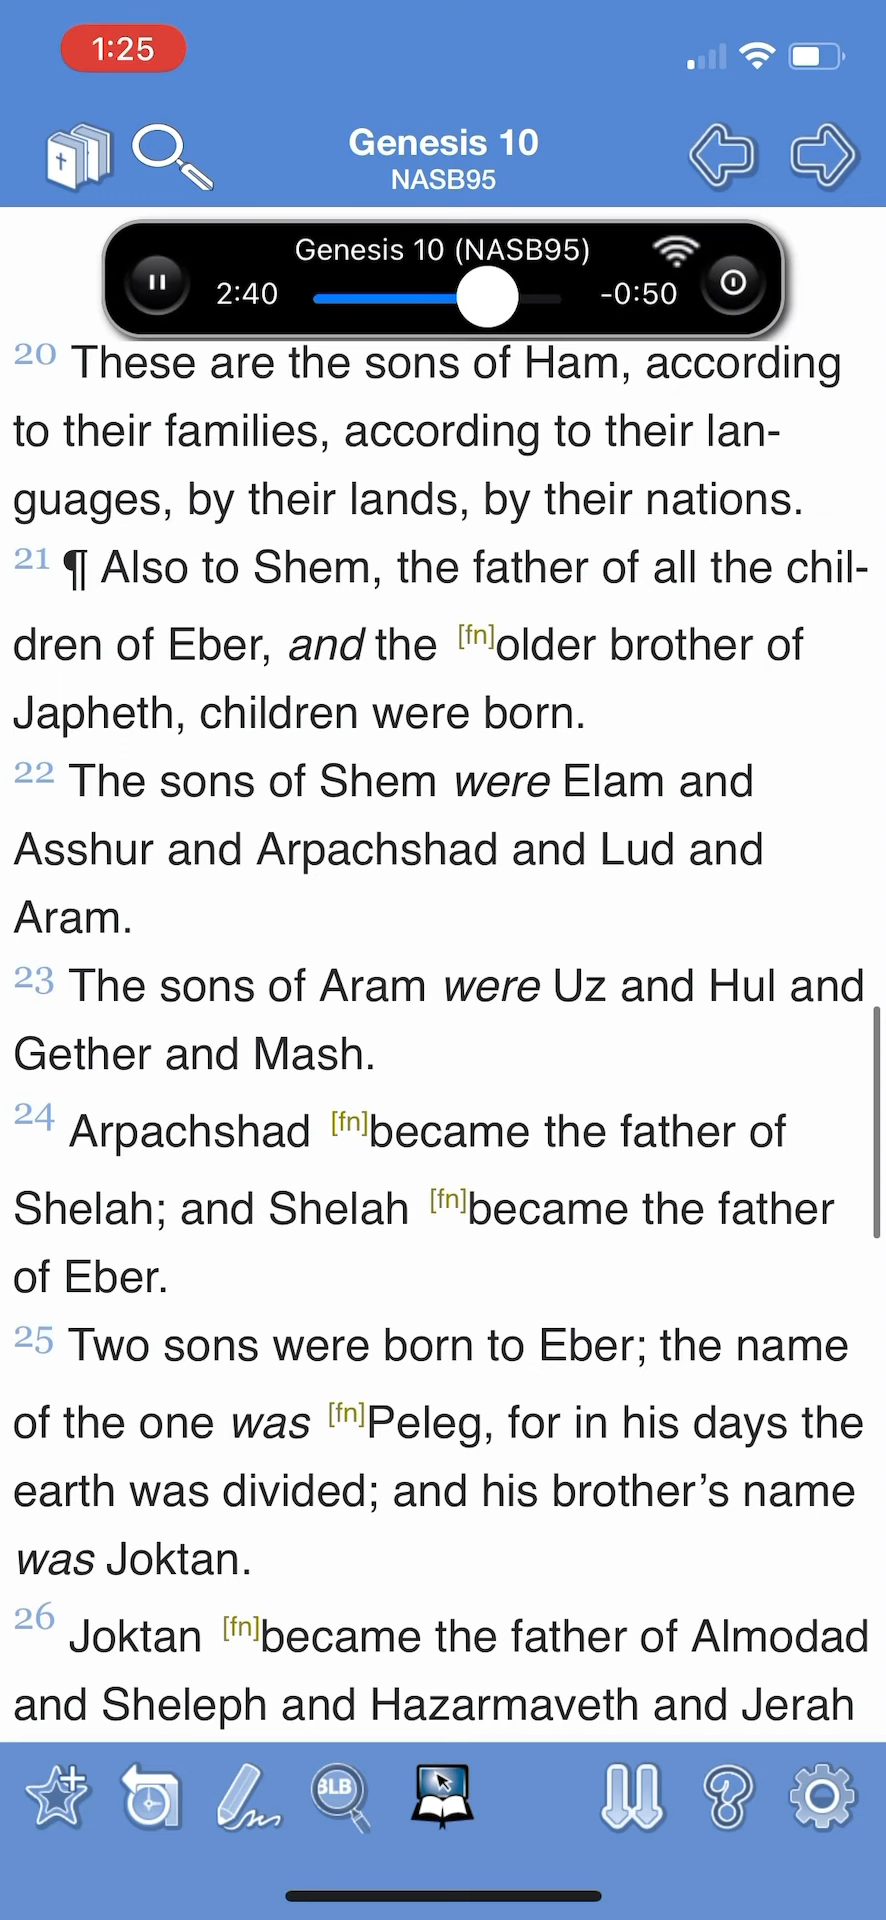 1:25
Genesis 10
NASB95
Genesis 10 (NASB95)
2:40 -0:50
20 These are the sons of Ham, according
to their families, according to their lan-
guages, by their lands, by their nations.
21 ¶ Also to Shem, the father of all the chil-
dren of Eber, and the [fn]older brother of
Japheth, children were born.
22 The sons of Shem were Elam and
Asshur and Arpachshad and Lud and
Aram.
23 The sons of Aram were Uz and Hul and
Gether and Mash.
24 Arpachshad [fn]became the father of
Shelah; and Shelah [fn]became the father
of Eber.
25 Two sons were born to Eber; the name
of the one was [fn]Peleg, for in his days the
earth was divided; and his brother’s name
was Joktan.
26 Joktan [fn]became the father of Almodad
and Sheleph and Hazarmaveth and Jerah
BLB